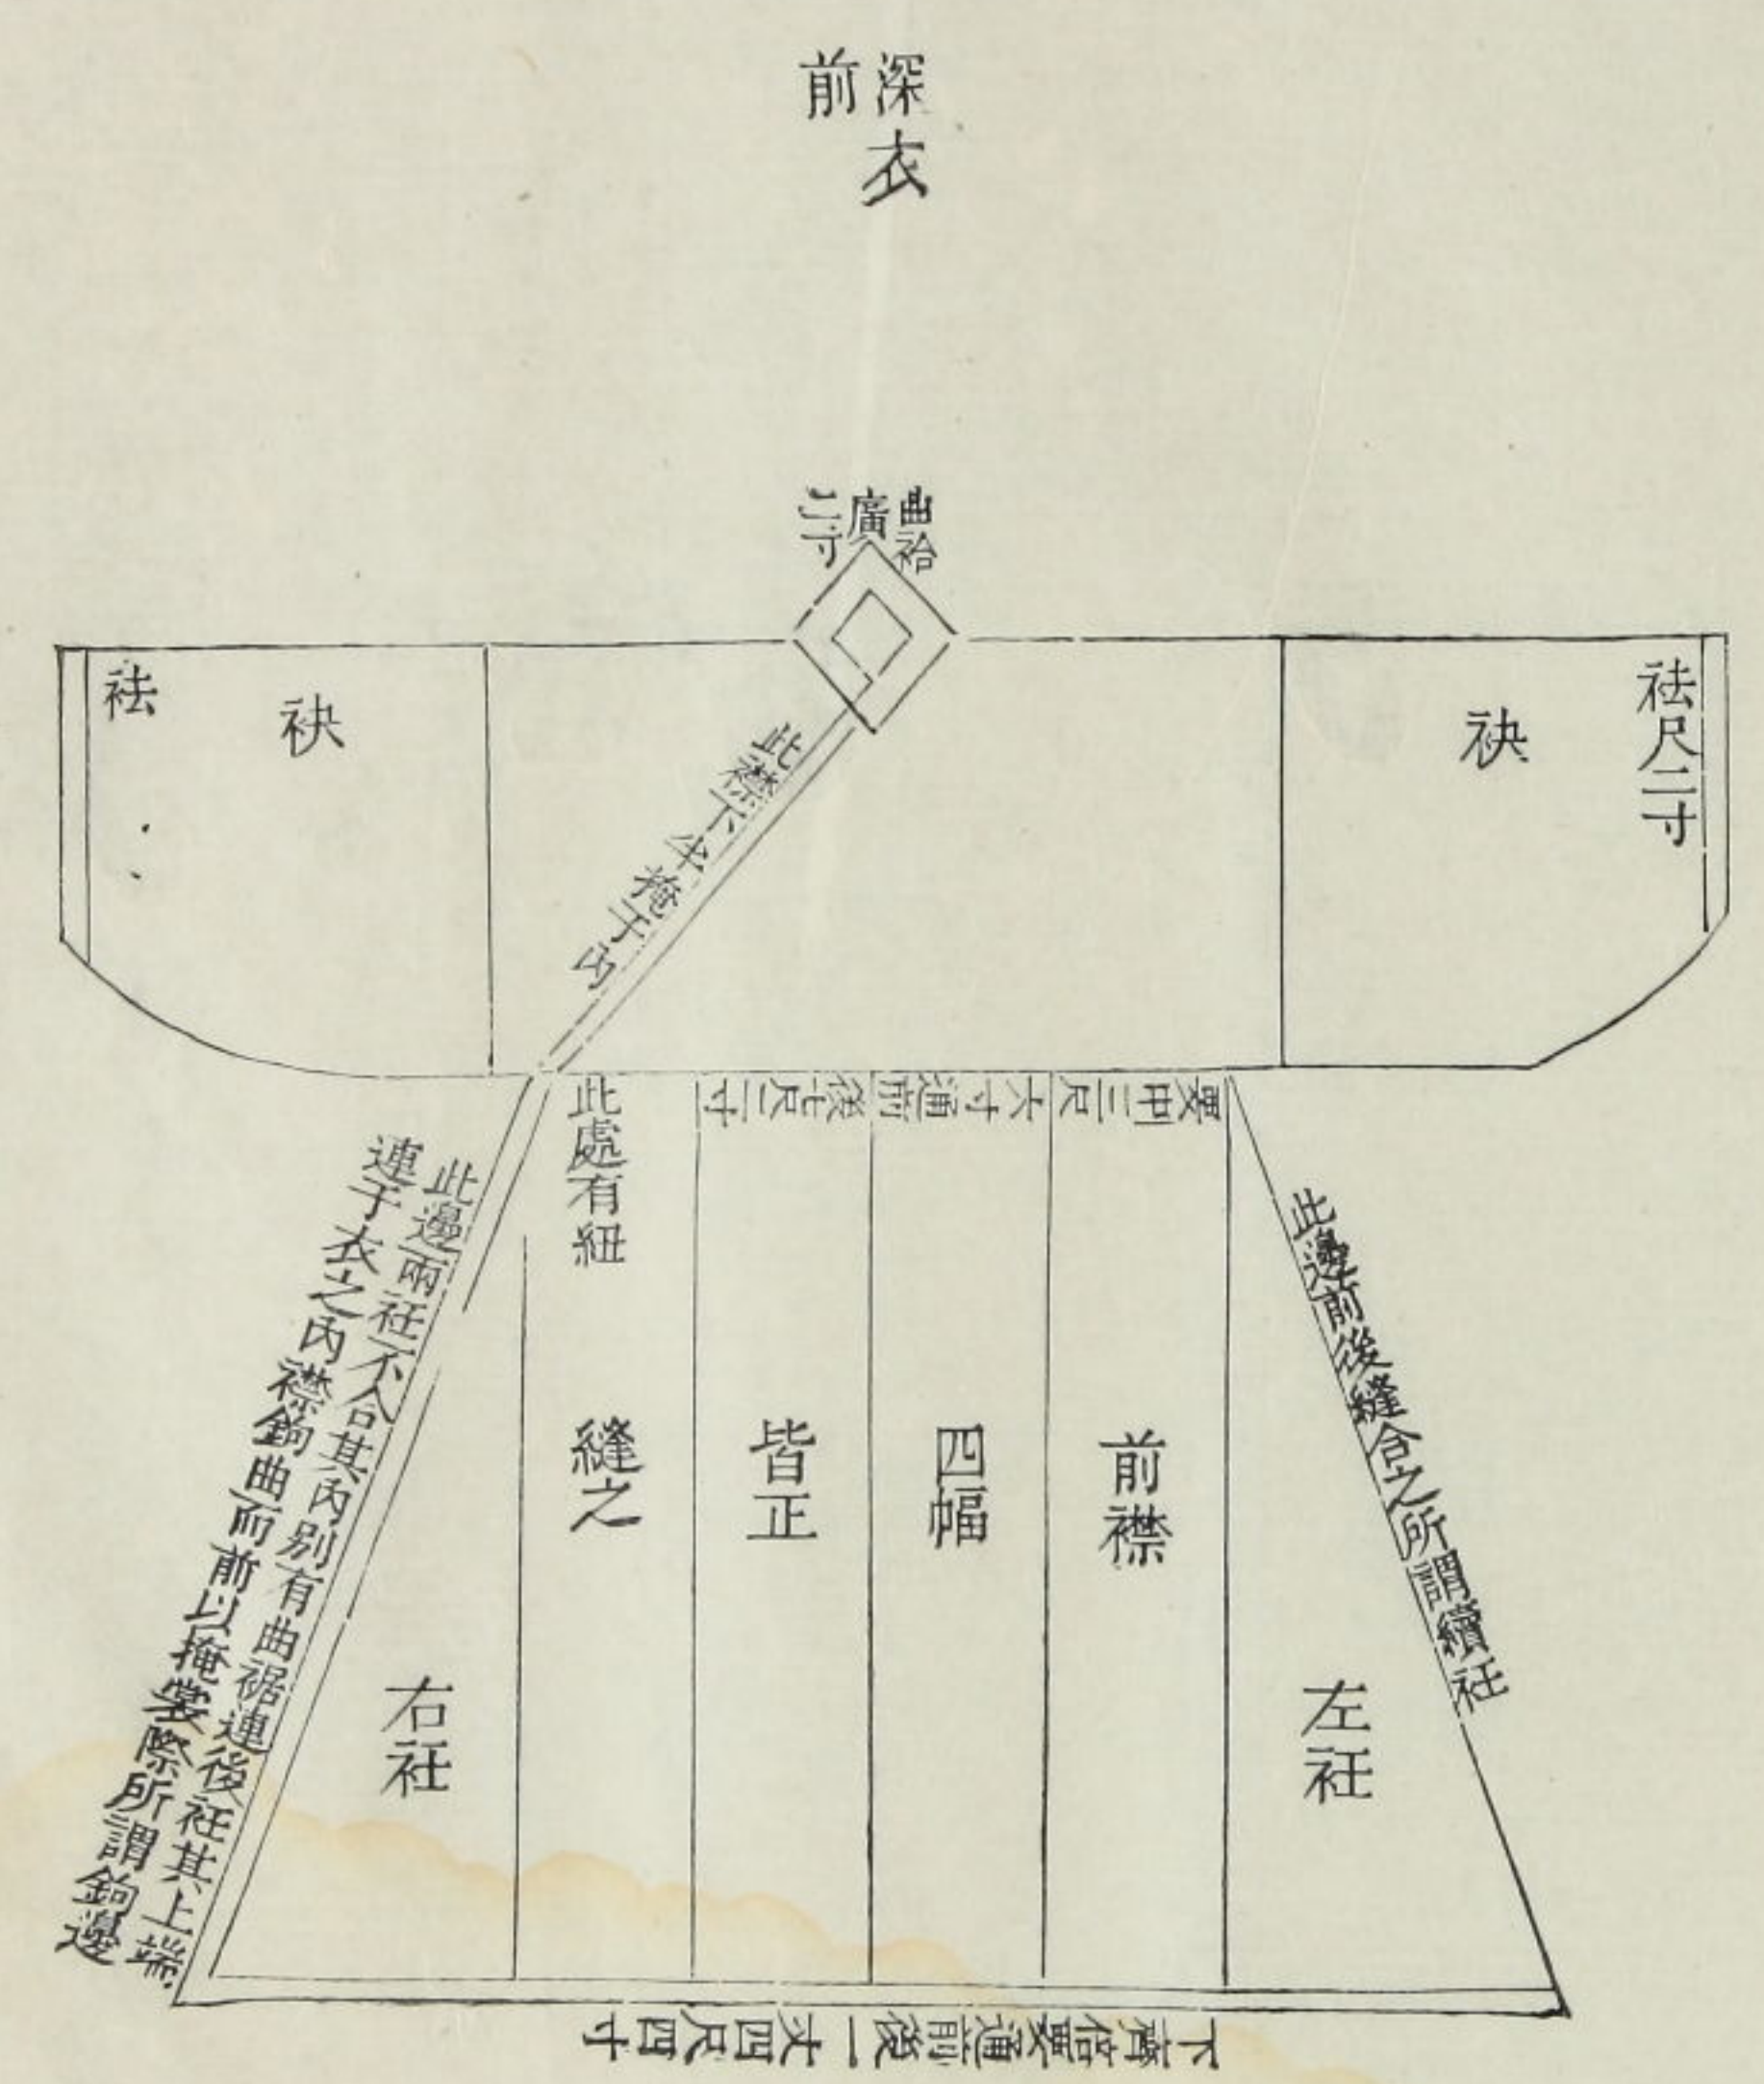 深衣
前
曲袷
廣
二寸
袪尺二寸
袂
袂
袪
此襟下半掩于內
要中三尺六寸通前後七尺二寸
此處有紐
此邊前後縫合之所謂續衽
左衽
前襟
四幅
皆正
縫之
右衽
此邊兩衽不合其內别有曲裾連後衽其上端
連于衣之內襟鉤曲而前以掩裳際所謂鉤邊
下齊倍要通前後一丈四尺四寸